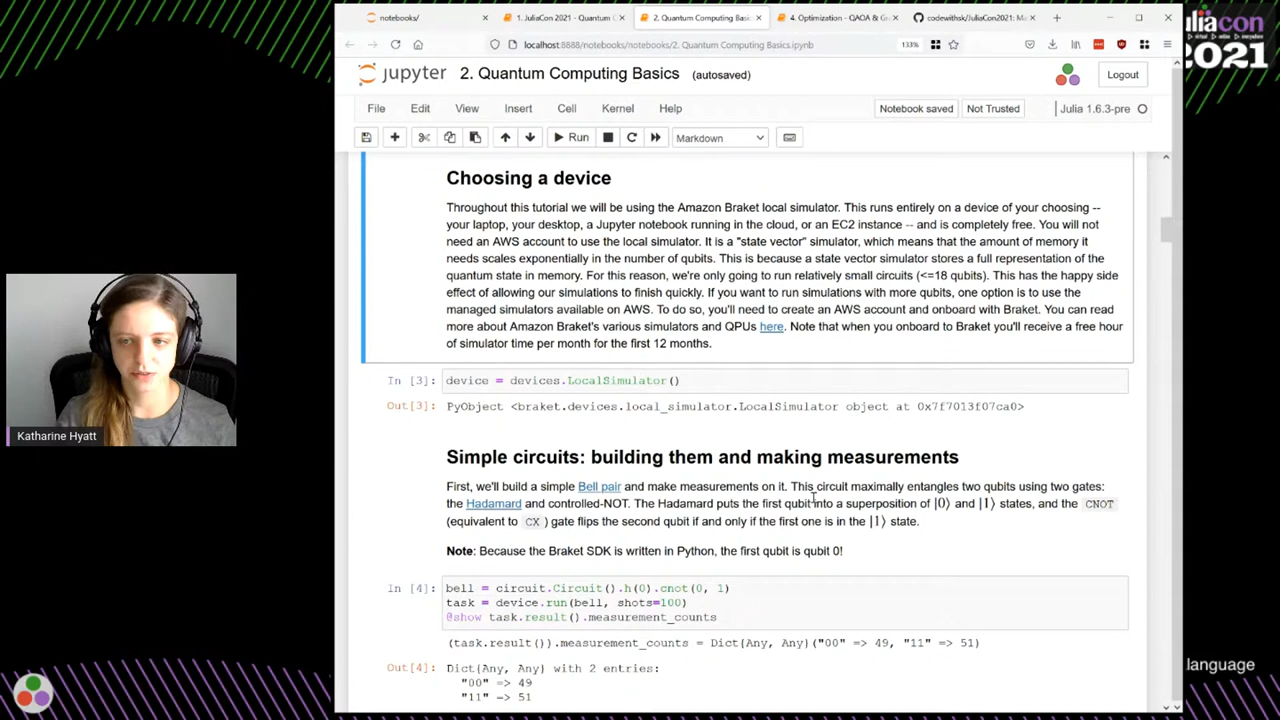 notebooks/
1. JuliaCon 2021 - Quantum C
2. Quantum Computing Basic
4. Optimization - QAOA & Gr
codewithsk/JuliaCon2021: Ma
localhost:8888/notebooks/notebooks/2. Quantum Computing Basics.ipynb
133%
jupyter 2. Quantum Computing Basics (autosaved)
Logout
File Edit View Insert Cell Kernel Help
Notebook saved Not Trusted Julia 1.6.3-pre
Run Markdown
Choosing a device
Throughout this tutorial we will be using the Amazon Braket local simulator. This runs entirely on a device of your choosing --
your laptop, your desktop, a Jupyter notebook running in the cloud, or an EC2 instance -- and is completely free. You will not
need an AWS account to use the local simulator. It is a "state vector" simulator, which means that the amount of memory it
needs scales exponentially in the number of qubits. This is because a state vector simulator stores a full representation of the
quantum state in memory. For this reason, we're only going to run relatively small circuits (<=18 qubits). This has the happy side
effect of allowing our simulations to finish quickly. If you want to run simulations with more qubits, one option is to use the
managed simulators available on AWS. To do so, you'll need to create an AWS account and onboard with Braket. You can read
more about Amazon Braket's various simulators and QPUs here. Note that when you onboard to Braket you'll receive a free hour
of simulator time per month for the first 12 months.
In [3]: device = devices.LocalSimulator()
Out[3]: PyObject <braket.devices.local_simulator.LocalSimulator object at 0x7f7013f07ca0>
Simple circuits: building them and making measurements
First, we'll build a simple Bell pair and make measurements on it. This circuit maximally entangles two qubits using two gates:
the Hadamard and controlled-NOT. The Hadamard puts the first qubit into a superposition of |0⟩ and |1⟩ states, and the CNOT
(equivalent to CX ) gate flips the second qubit if and only if the first one is in the |1⟩ state.
Note: Because the Braket SDK is written in Python, the first qubit is qubit 0!
In [4]: bell = circuit.Circuit().h(0).cnot(0, 1)
task = device.run(bell, shots=100)
@show task.result().measurement_counts
(task.result()).measurement_counts = Dict{Any, Any}("00" => 49, "11" => 51)
Out[4]: Dict{Any, Any} with 2 entries:
"00" => 49
"11" => 51
Katharine Hyatt
juliacon
2021
language